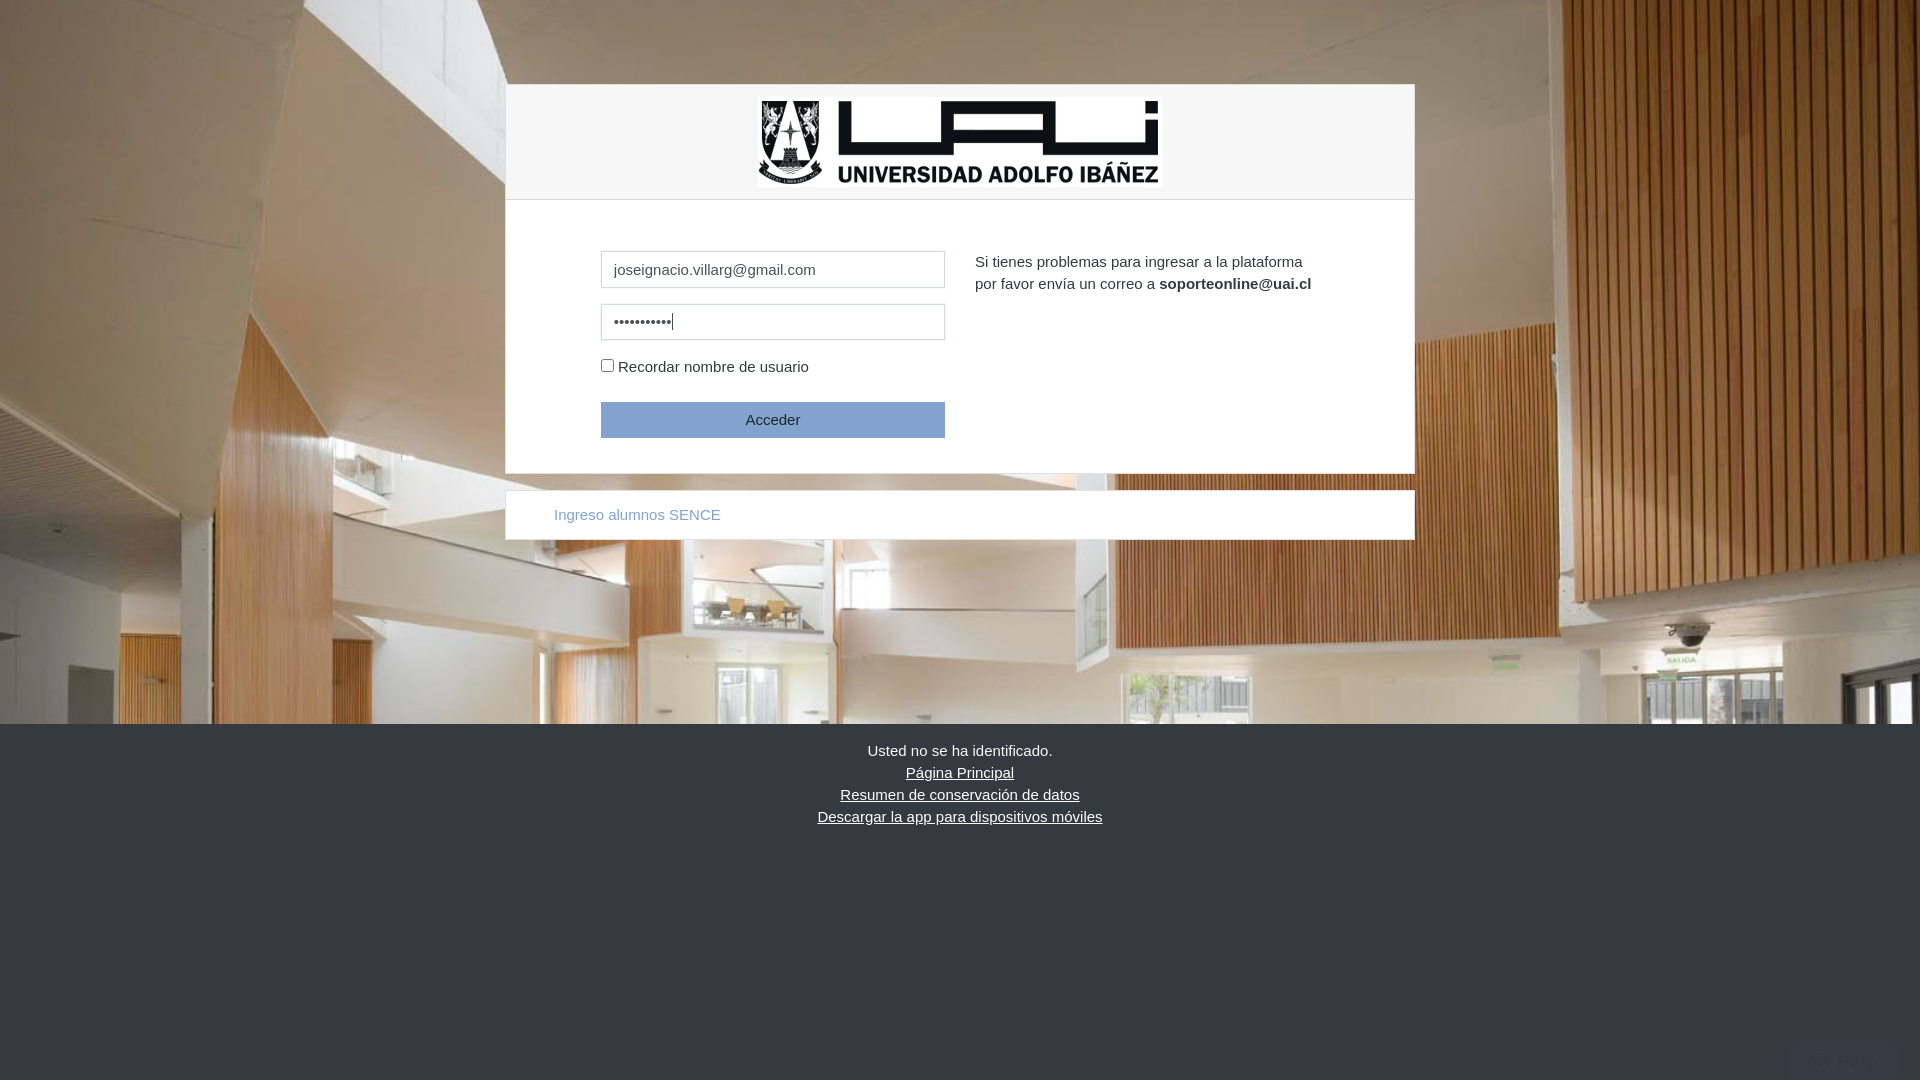 UAi
UNIVERSIDAD ADOLFO IBÁÑEZ
joseignacio.villarg@gmail.com
•••••••••••
Recordar nombre de usuario
Acceder
Si tienes problemas para ingresar a la plataforma
por favor envía un correo a soporteonline@uai.cl
Ingreso alumnos SENCE
SALIDA
Usted no se ha identificado.
Página Principal
Resumen de conservación de datos
Descargar la app para dispositivos móviles